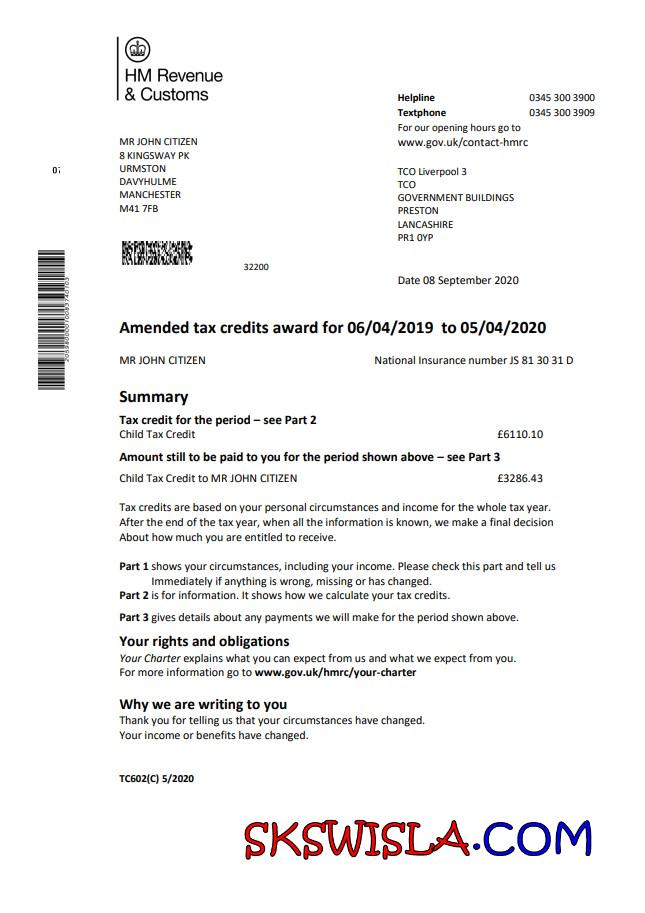 HM Revenue
& Customs
Helpline 0345 300 3900
Textphone 0345 300 3909
For our opening hours go to
www.gov.uk/contact-hmrc
MR JOHN CITIZEN
8 KINGSWAY PK
URMSTON
DAVYHULME
MANCHESTER
M41 7FB
TCO Liverpool 3
TCO
GOVERNMENT BUILDINGS
PRESTON
LANCASHIRE
PR1 0YP
32200
Date 08 September 2020
Amended tax credits award for 06/04/2019 to 05/04/2020
MR JOHN CITIZEN National Insurance number JS 81 30 31 D
Summary
Tax credit for the period – see Part 2
Child Tax Credit £6110.10
Amount still to be paid to you for the period shown above – see Part 3
Child Tax Credit to MR JOHN CITIZEN £3286.43
Tax credits are based on your personal circumstances and income for the whole tax year.
After the end of the tax year, when all the information is known, we make a final decision
About how much you are entitled to receive.
Part 1 shows your circumstances, including your income. Please check this part and tell us
Immediately if anything is wrong, missing or has changed.
Part 2 is for information. It shows how we calculate your tax credits.
Part 3 gives details about any payments we will make for the period shown above.
Your rights and obligations
Your Charter explains what you can expect from us and what we expect from you.
For more information go to www.gov.uk/hmrc/your-charter
Why we are writing to you
Thank you for telling us that your circumstances have changed.
Your income or benefits have changed.
TC602(C) 5/2020
SKSWISLA.COM